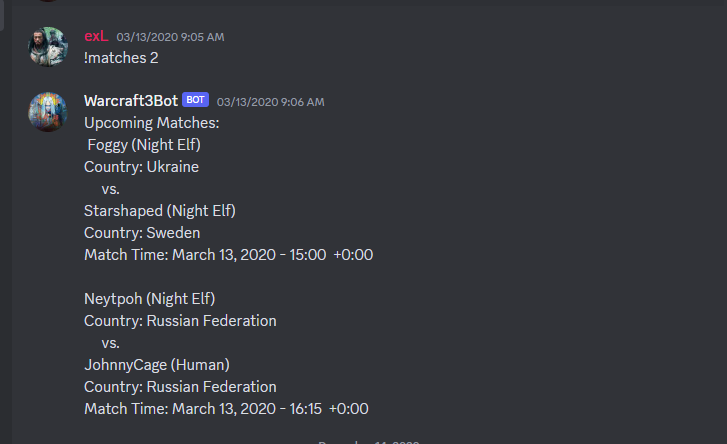 exL 03/13/2020 9:05 AM
!matches 2
Warcraft3Bot BOT 03/13/2020 9:06 AM
Upcoming Matches:
Foggy (Night Elf)
Country: Ukraine
vs.
Starshaped (Night Elf)
Country: Sweden
Match Time: March 13, 2020 - 15:00 +0:00
Neytpoh (Night Elf)
Country: Russian Federation
vs.
JohnnyCage (Human)
Country: Russian Federation
Match Time: March 13, 2020 - 16:15 +0:00